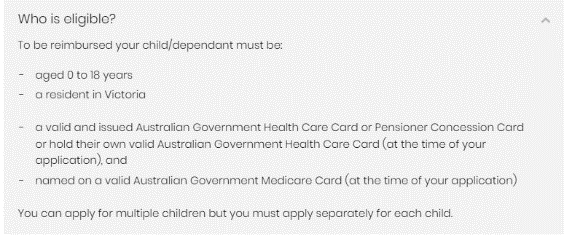 Who is eligible?
To be reimbursed your child/dependant must be:
- aged 0 to 18 years
- a resident in Victoria
- a valid and issued Australian Government Health Care Card or Pensioner Concession Card
or hold their own valid Australian Government Health Care Card (at the time of your
application), and
- named on a valid Australian Government Medicare Card (at the time of your application)
You can apply for multiple children but you must apply separately for each child.